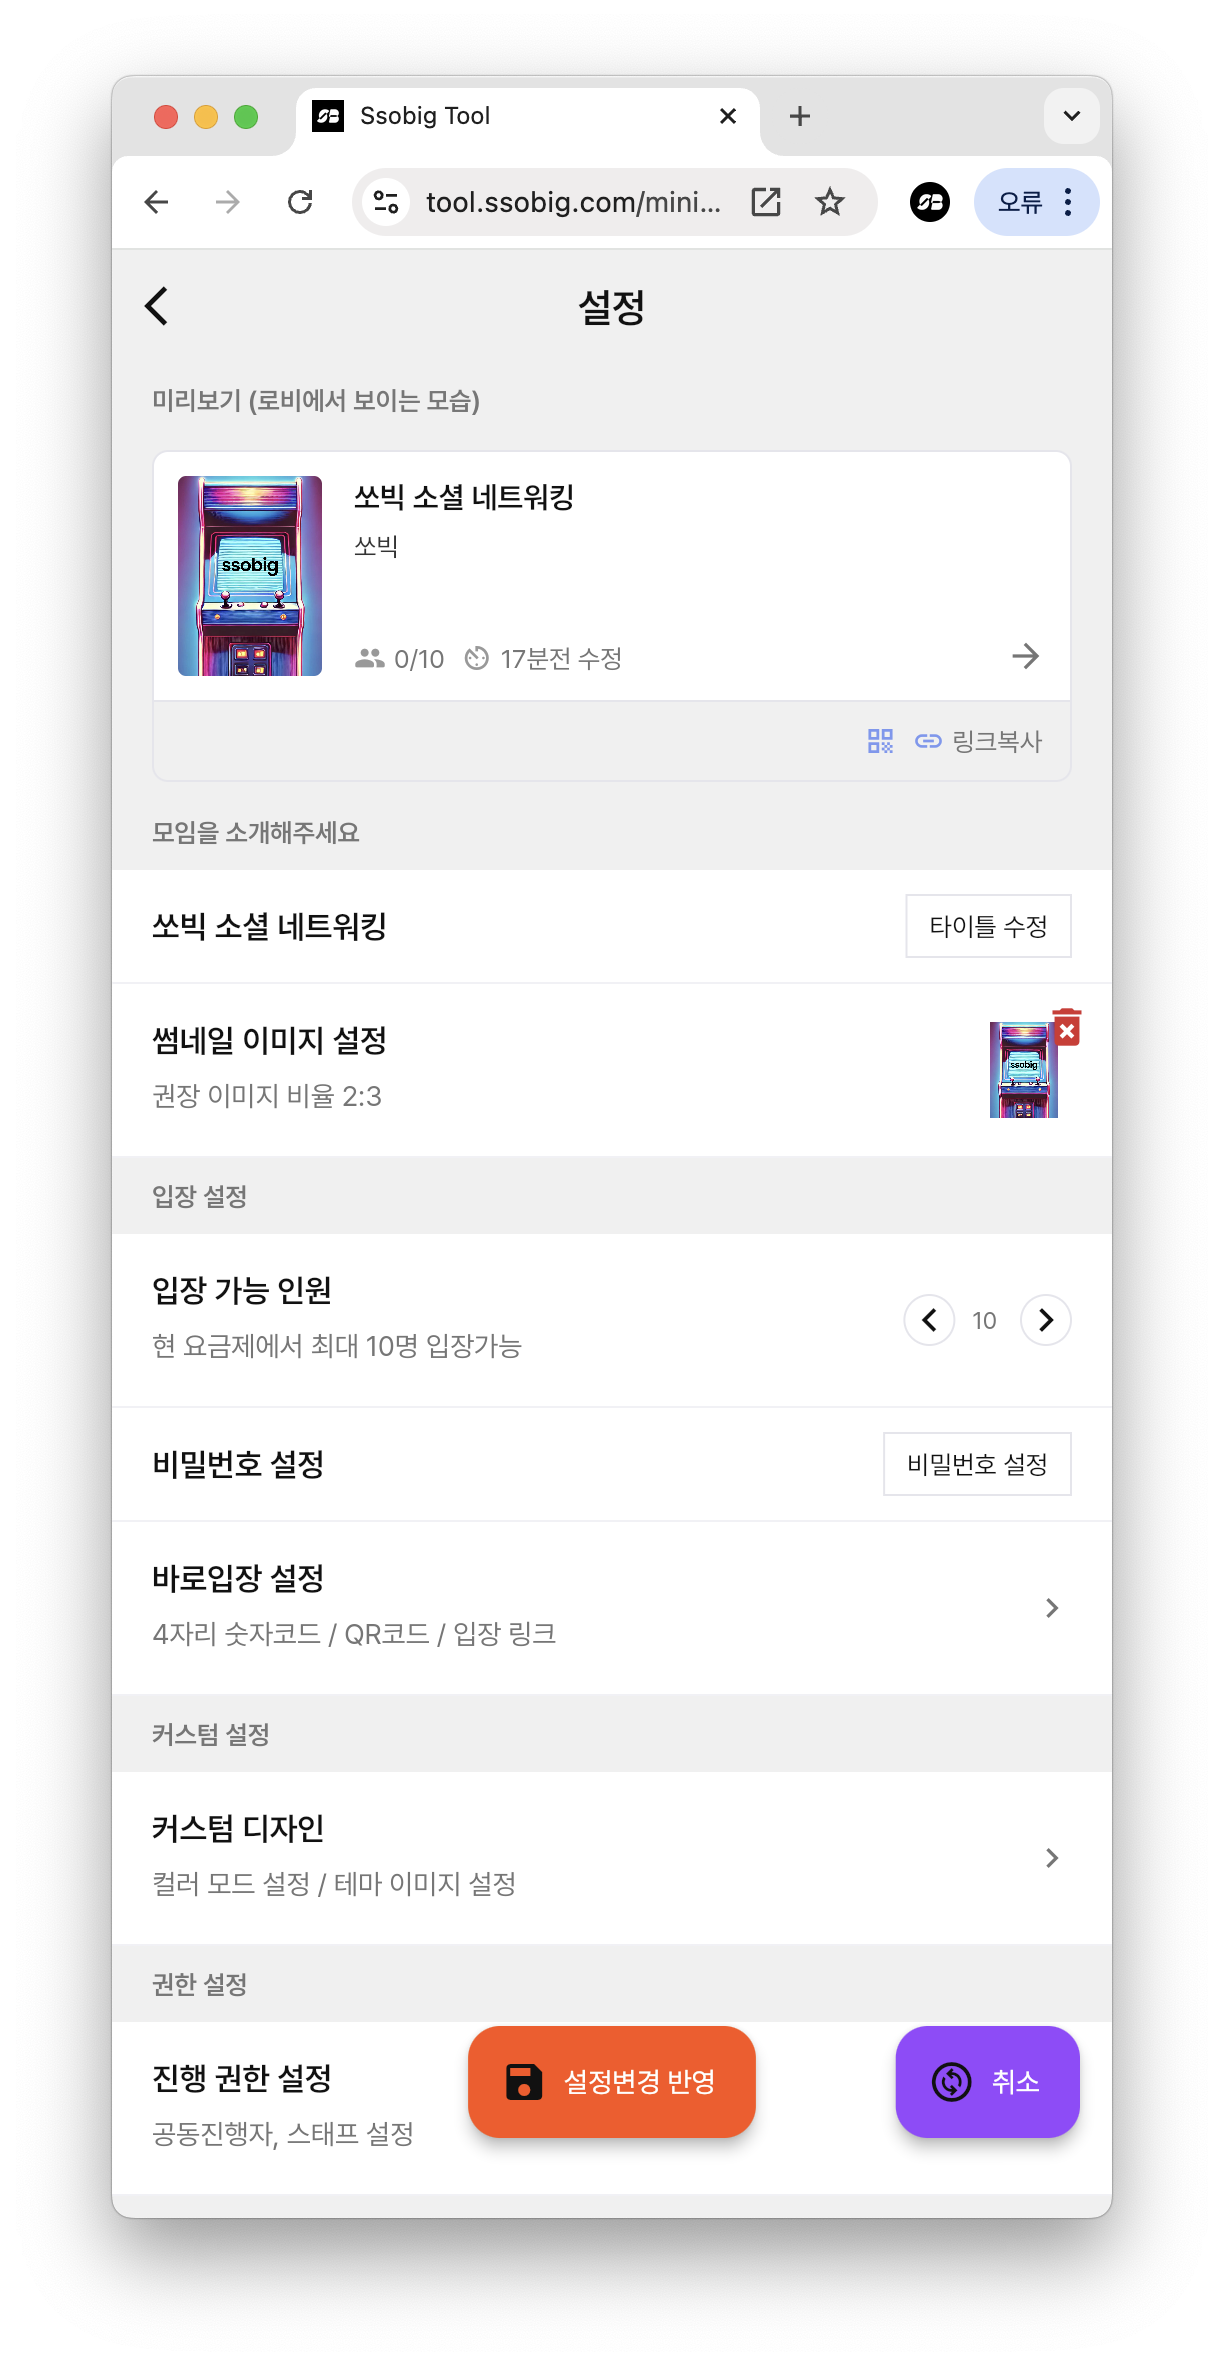 Ssobig Tool
tool.ssobig.com/mini...
오류
설정
미리보기 (로비에서 보이는 모습)
쏘빅 소셜 네트워킹
쏘빅
ssobig
0/10 17분전 수정
링크복사
모임을 소개해주세요
쏘빅 소셜 네트워킹
타이틀 수정
썸네일 이미지 설정
권장 이미지 비율 2:3
ssobig
입장 설정
입장 가능 인원
현 요금제에서 최대 10명 입장가능
10
비밀번호 설정
비밀번호 설정
바로입장 설정
4자리 숫자코드 / QR코드 / 입장 링크
커스텀 설정
커스텀 디자인
컬러 모드 설정 / 테마 이미지 설정
권한 설정
진행 권한 설정
공동진행자, 스태프 설정
설정변경 반영
취소